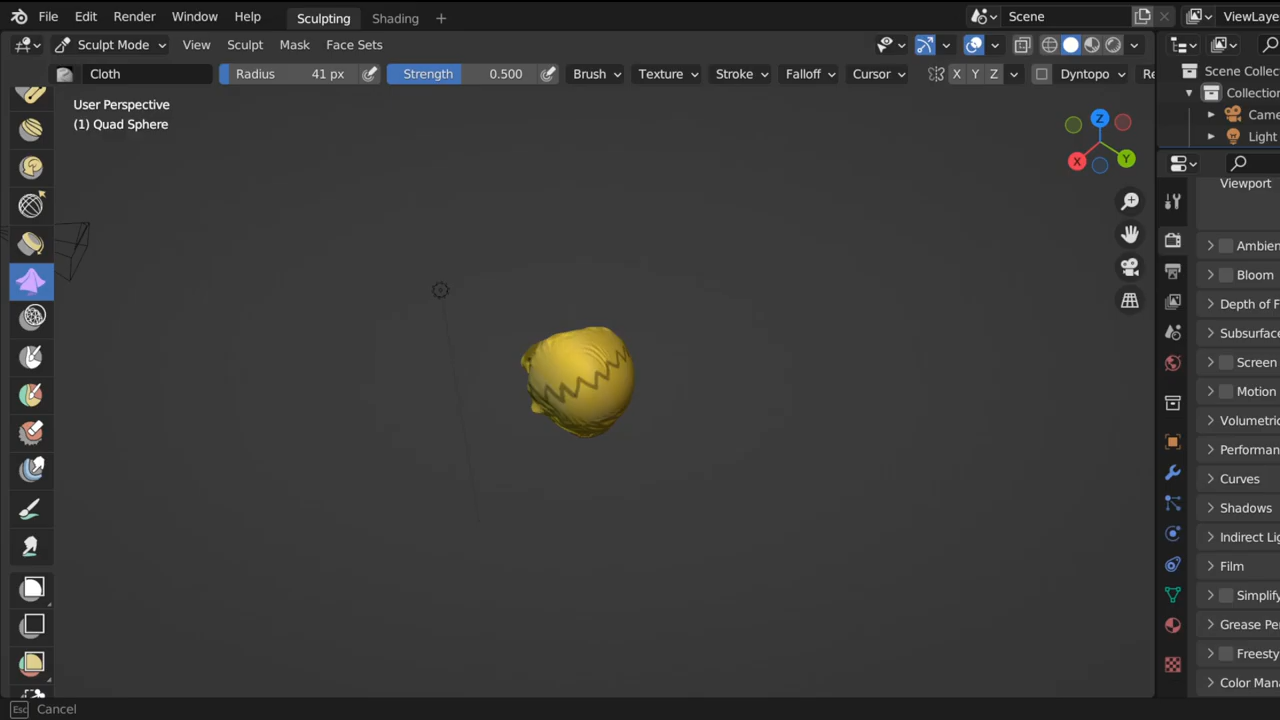 File Edit Render Window Help Sculpting Shading + Scene ViewLaye
Sculpt Mode View Sculpt Mask Face Sets
Cloth Radius 41 px Strength 0.500 Brush Texture Stroke Falloff Cursor X Y Z Dyntopo Re
User Perspective
(1) Quad Sphere
Z
X
Y
Scene Collec
Collection
Came
Light
Viewport
Ambien
Bloom
Depth of F
Subsurface
Screen
Motion
Volumetric
Performan
Curves
Shadows
Indirect Lig
Film
Simplify
Grease Pen
Freesty
Color Mana
Esc Cancel